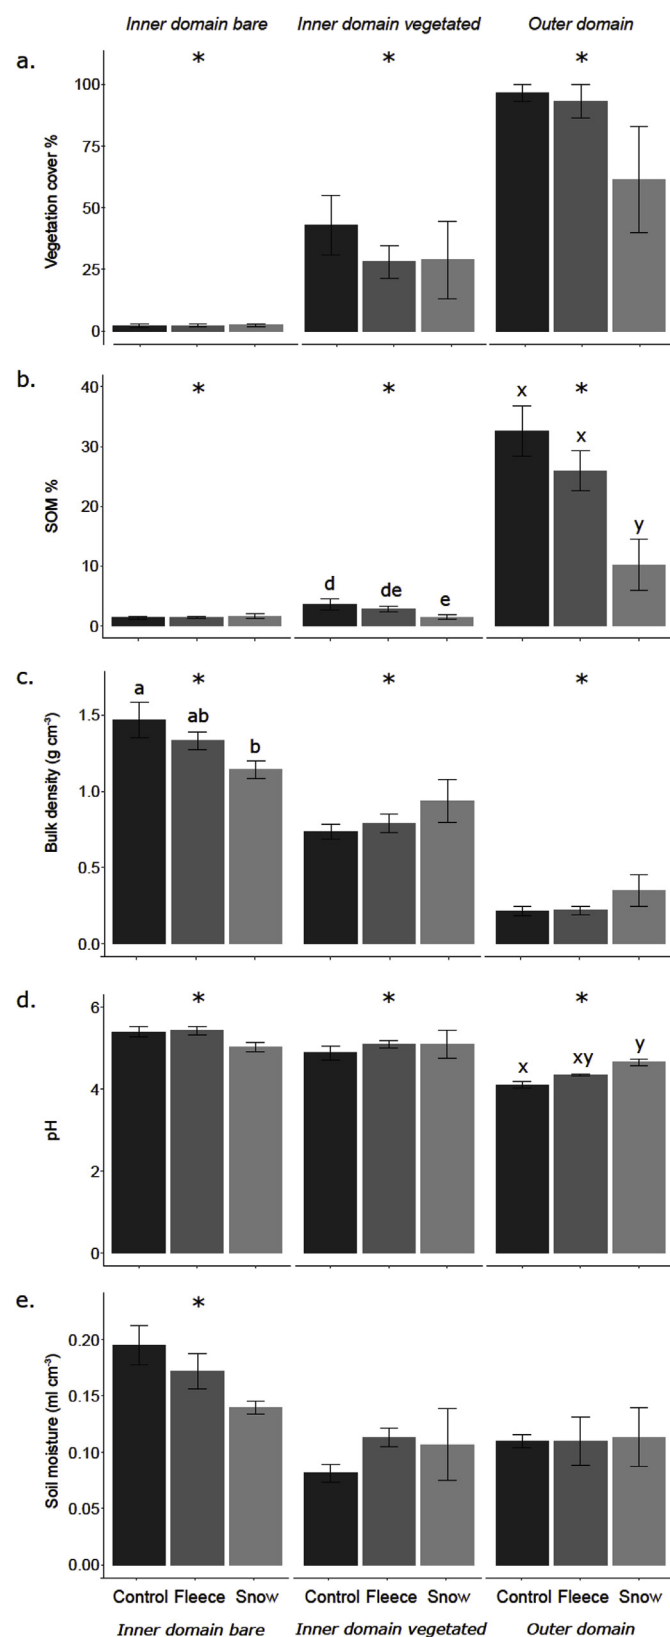 Inner domain bare Inner domain vegetated Outer domain
a. * * *
100
75
50
25
0
Vegetation cover %
b. * * *
40
30
20
10
0
SOM %
x x y
d de e
c. * * *
1.5
1.0
0.5
0.0
Bulk density (g cm⁻³)
a ab b
d. * * *
6
4
2
0
pH
x xy y
e. *
0.20
0.15
0.10
0.05
0.00
Soil moisture (ml cm⁻³)
Control Fleece Snow Control Fleece Snow Control Fleece Snow
Inner domain bare Inner domain vegetated Outer domain